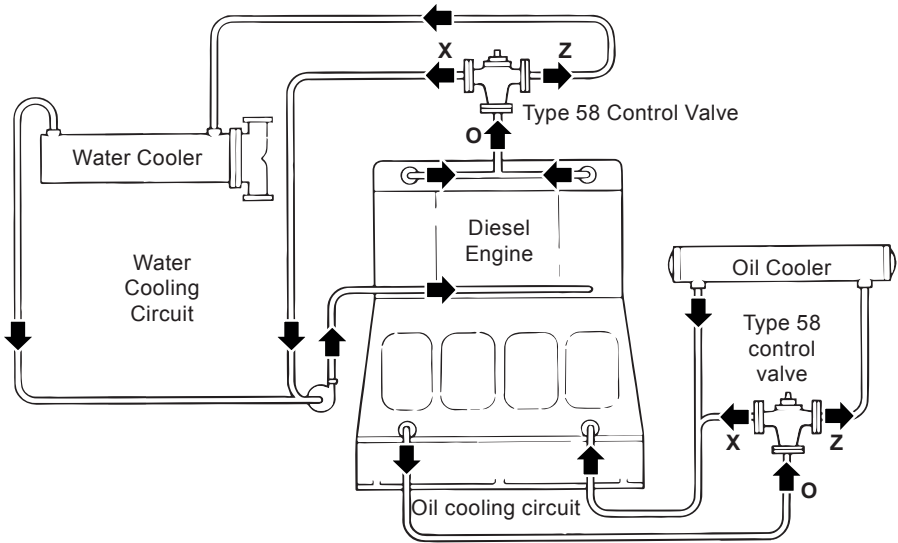 X
Z
Type 58 Control Valve
O
Water Cooler
Diesel
Engine
Water
Cooling
Circuit
Oil Cooler
Type 58
control
valve
X
Z
O
Oil cooling circuit